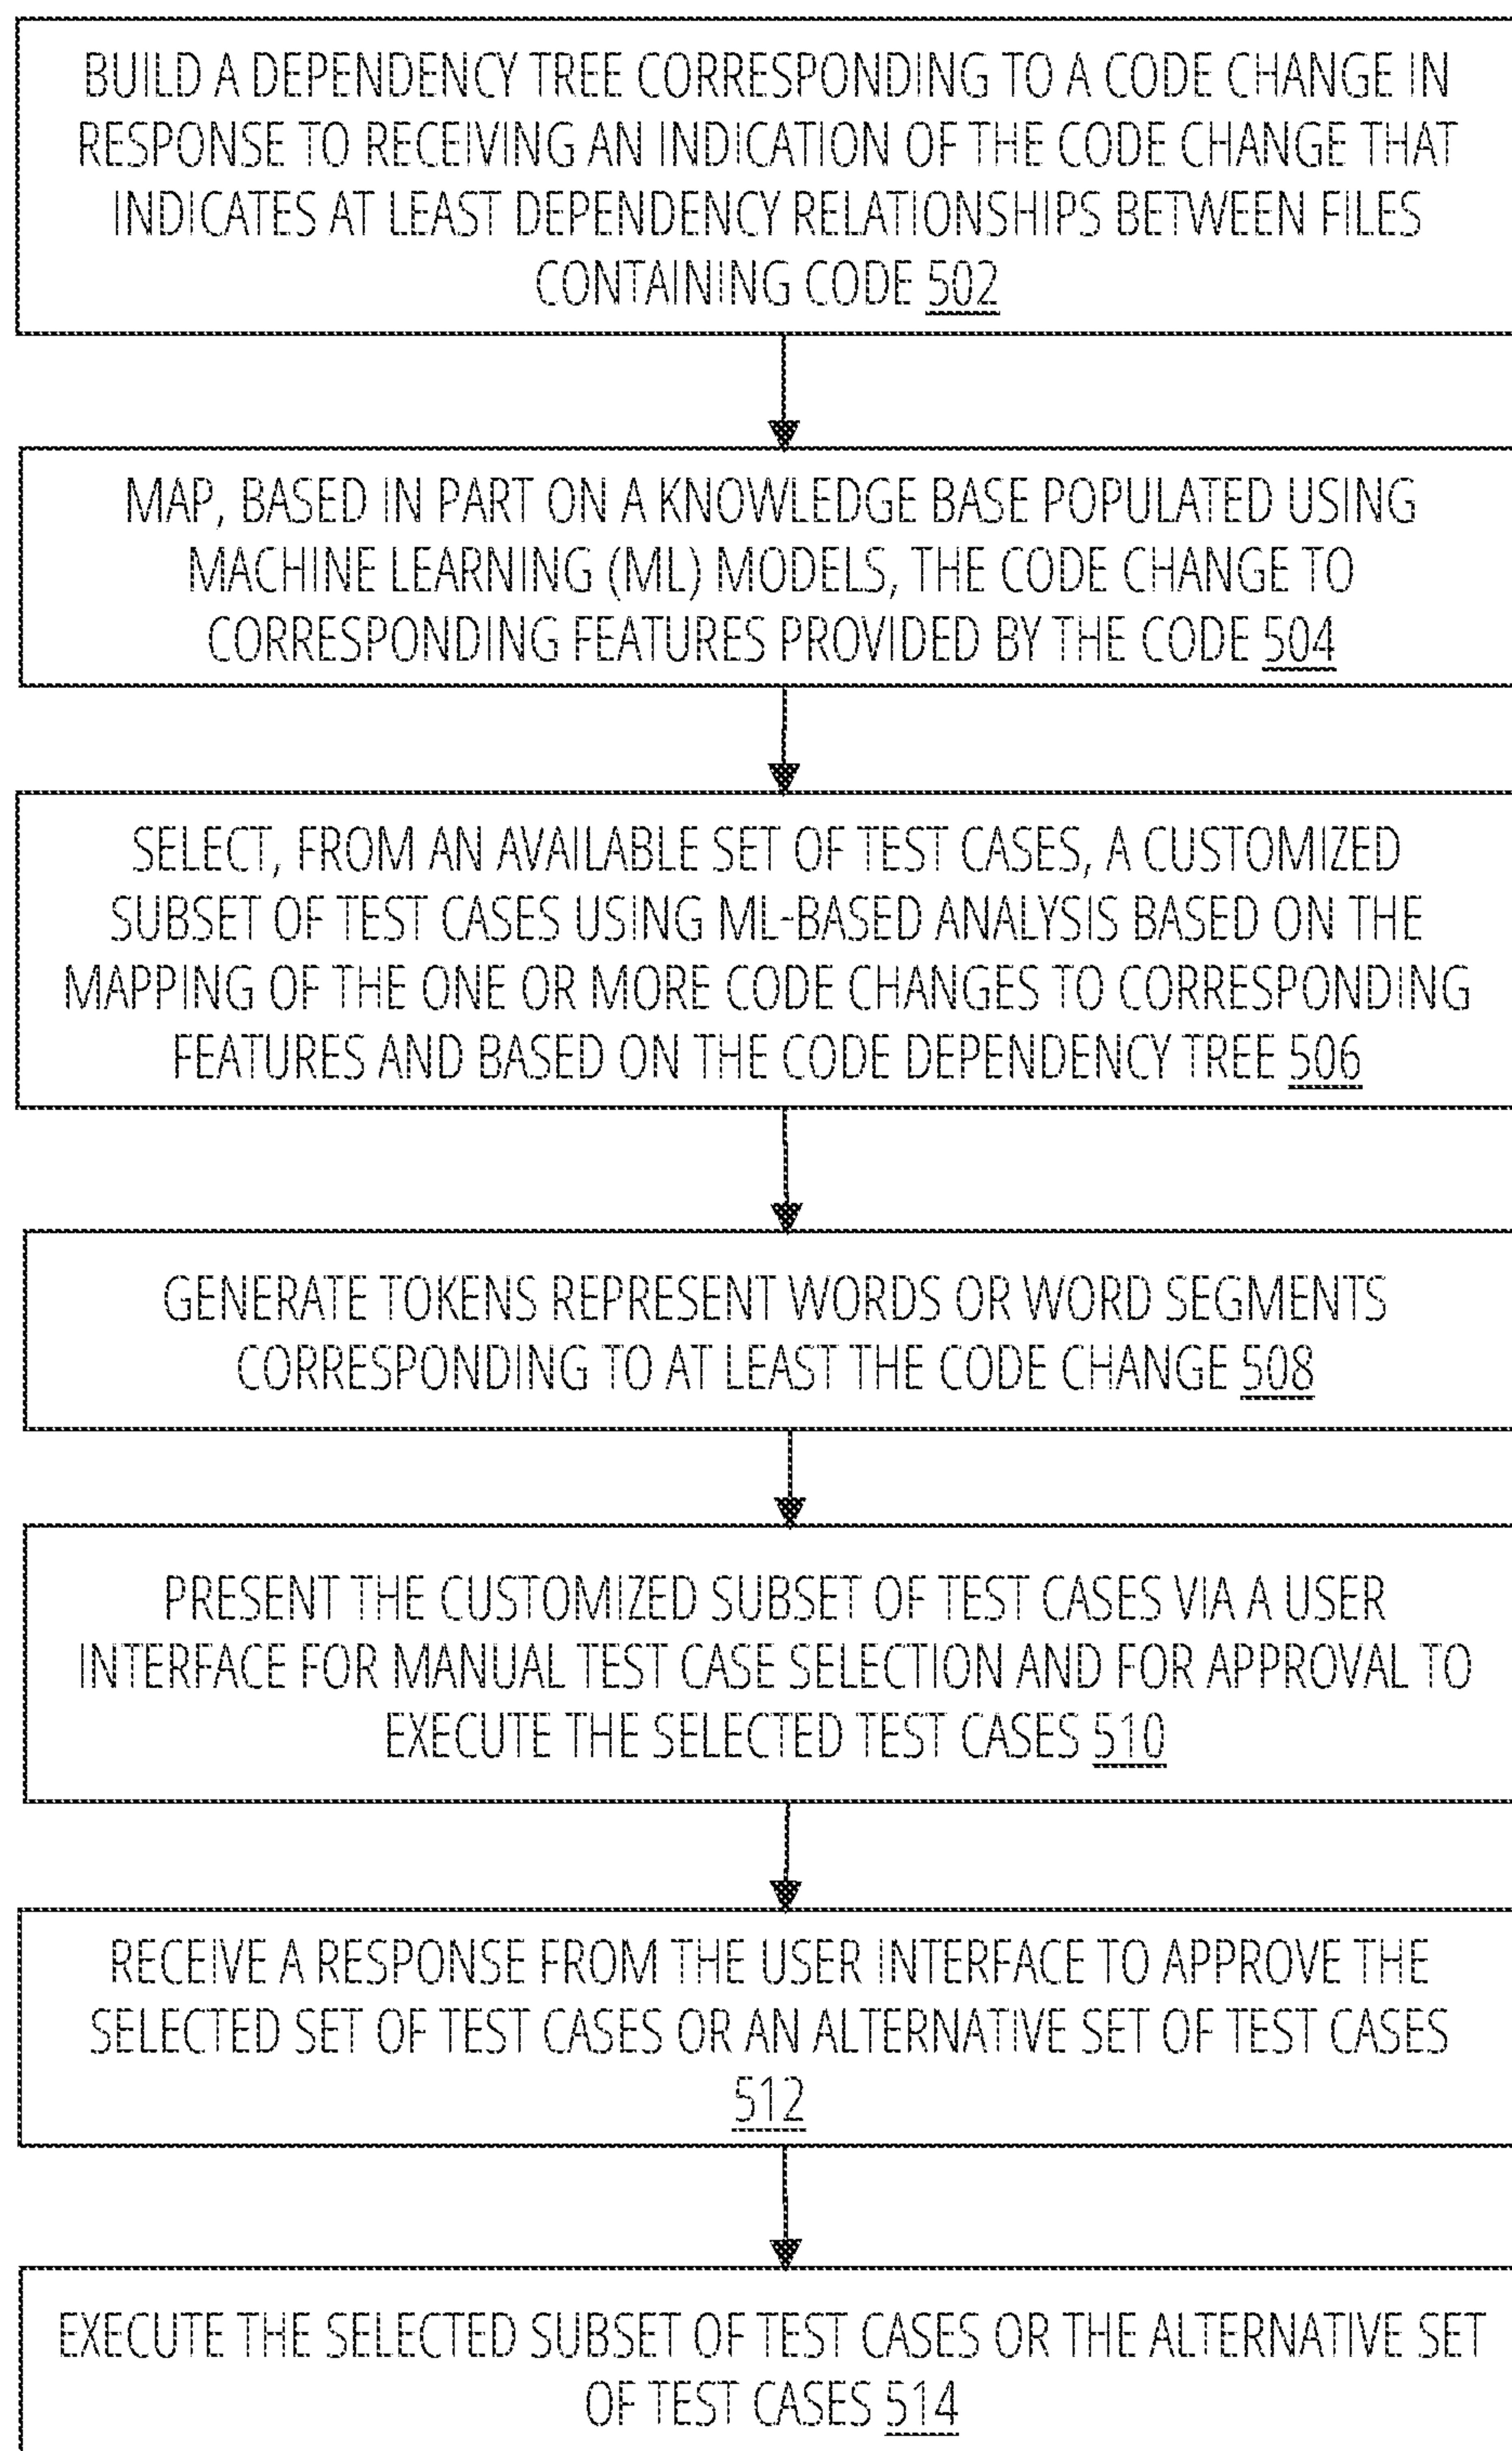 BUILD A DEPENDENCY TREE CORRESPONDING TO A CODE CHANGE IN
RESPONSE TO RECEIVING AN INDICATION OF THE CODE CHANGE THAT
INDICATES AT LEAST DEPENDENCY RELATIONSHIPS BETWEEN FILES
CONTAINING CODE 502
MAP, BASED IN PART ON A KNOWLEDGE BASE POPULATED USING
MACHINE LEARNING (ML) MODELS, THE CODE CHANGE TO
CORRESPONDING FEATURES PROVIDED BY THE CODE 504
SELECT, FROM AN AVAILABLE SET OF TEST CASES, A CUSTOMIZED
SUBSET OF TEST CASES USING ML-BASED ANALYSIS BASED ON THE
MAPPING OF THE ONE OR MORE CODE CHANGES TO CORRESPONDING
FEATURES AND BASED ON THE CODE DEPENDENCY TREE 506
GENERATE TOKENS REPRESENT WORDS OR WORD SEGMENTS
CORRESPONDING TO AT LEAST THE CODE CHANGE 508
PRESENT THE CUSTOMIZED SUBSET OF TEST CASES VIA A USER
INTERFACE FOR MANUAL TEST CASE SELECTION AND FOR APPROVAL TO
EXECUTE THE SELECTED TEST CASES 510
RECEIVE A RESPONSE FROM THE USER INTERFACE TO APPROVE THE
SELECTED SET OF TEST CASES OR AN ALTERNATIVE SET OF TEST CASES
512
EXECUTE THE SELECTED SUBSET OF TEST CASES OR THE ALTERNATIVE SET
OF TEST CASES 514